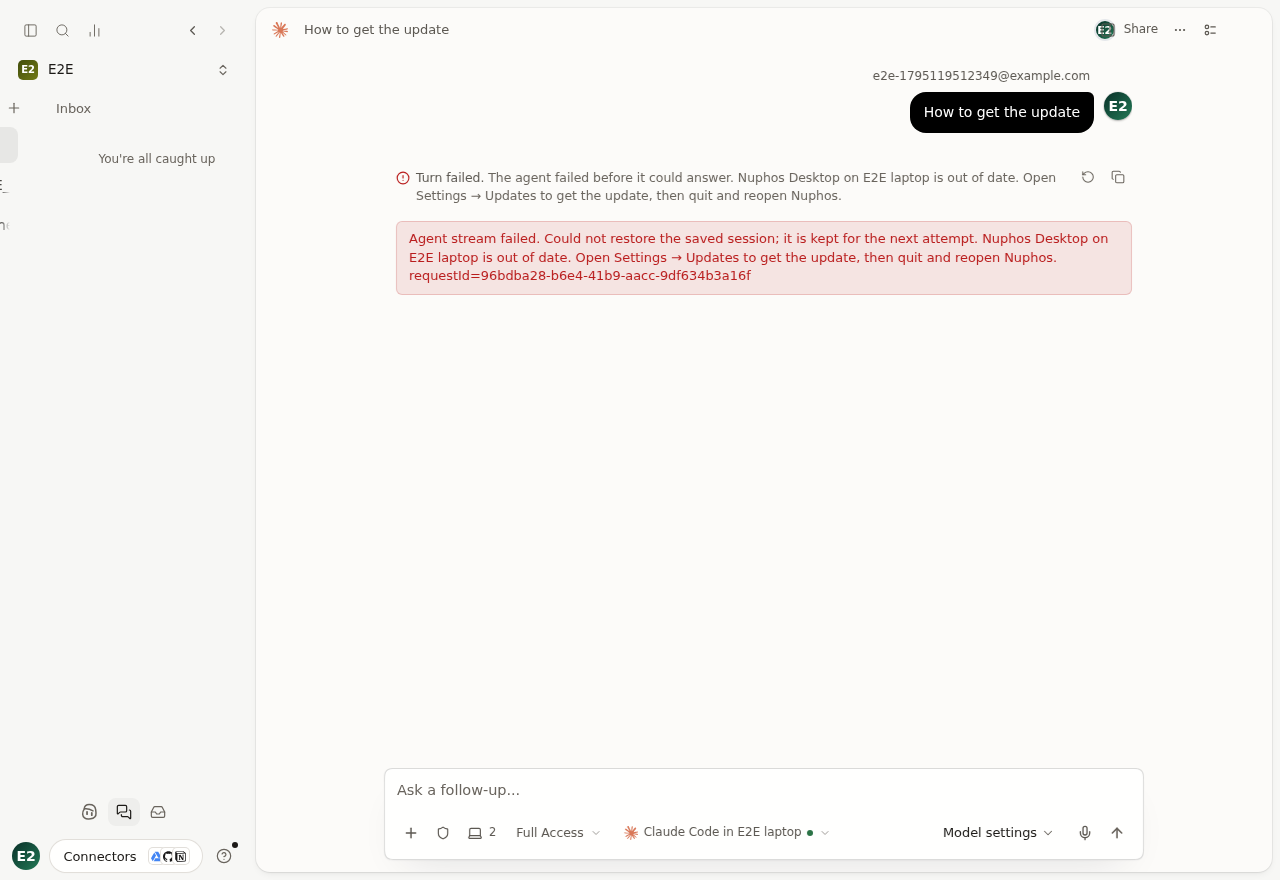 How to get the update
E2
Share
E2
E2E
Inbox
You're all caught up
e2e-1795119512349@example.com
How to get the update
E2
Turn failed. The agent failed before it could answer. Nuphos Desktop on E2E laptop is out of date. Open
Settings → Updates to get the update, then quit and reopen Nuphos.
Agent stream failed. Could not restore the saved session; it is kept for the next attempt. Nuphos Desktop on
E2E laptop is out of date. Open Settings → Updates to get the update, then quit and reopen Nuphos.
requestId=96bdba28-b6e4-41b9-aacc-9df634b3a16f
Ask a follow-up...
2
Full Access
Claude Code in E2E laptop
Model settings
E2
Connectors